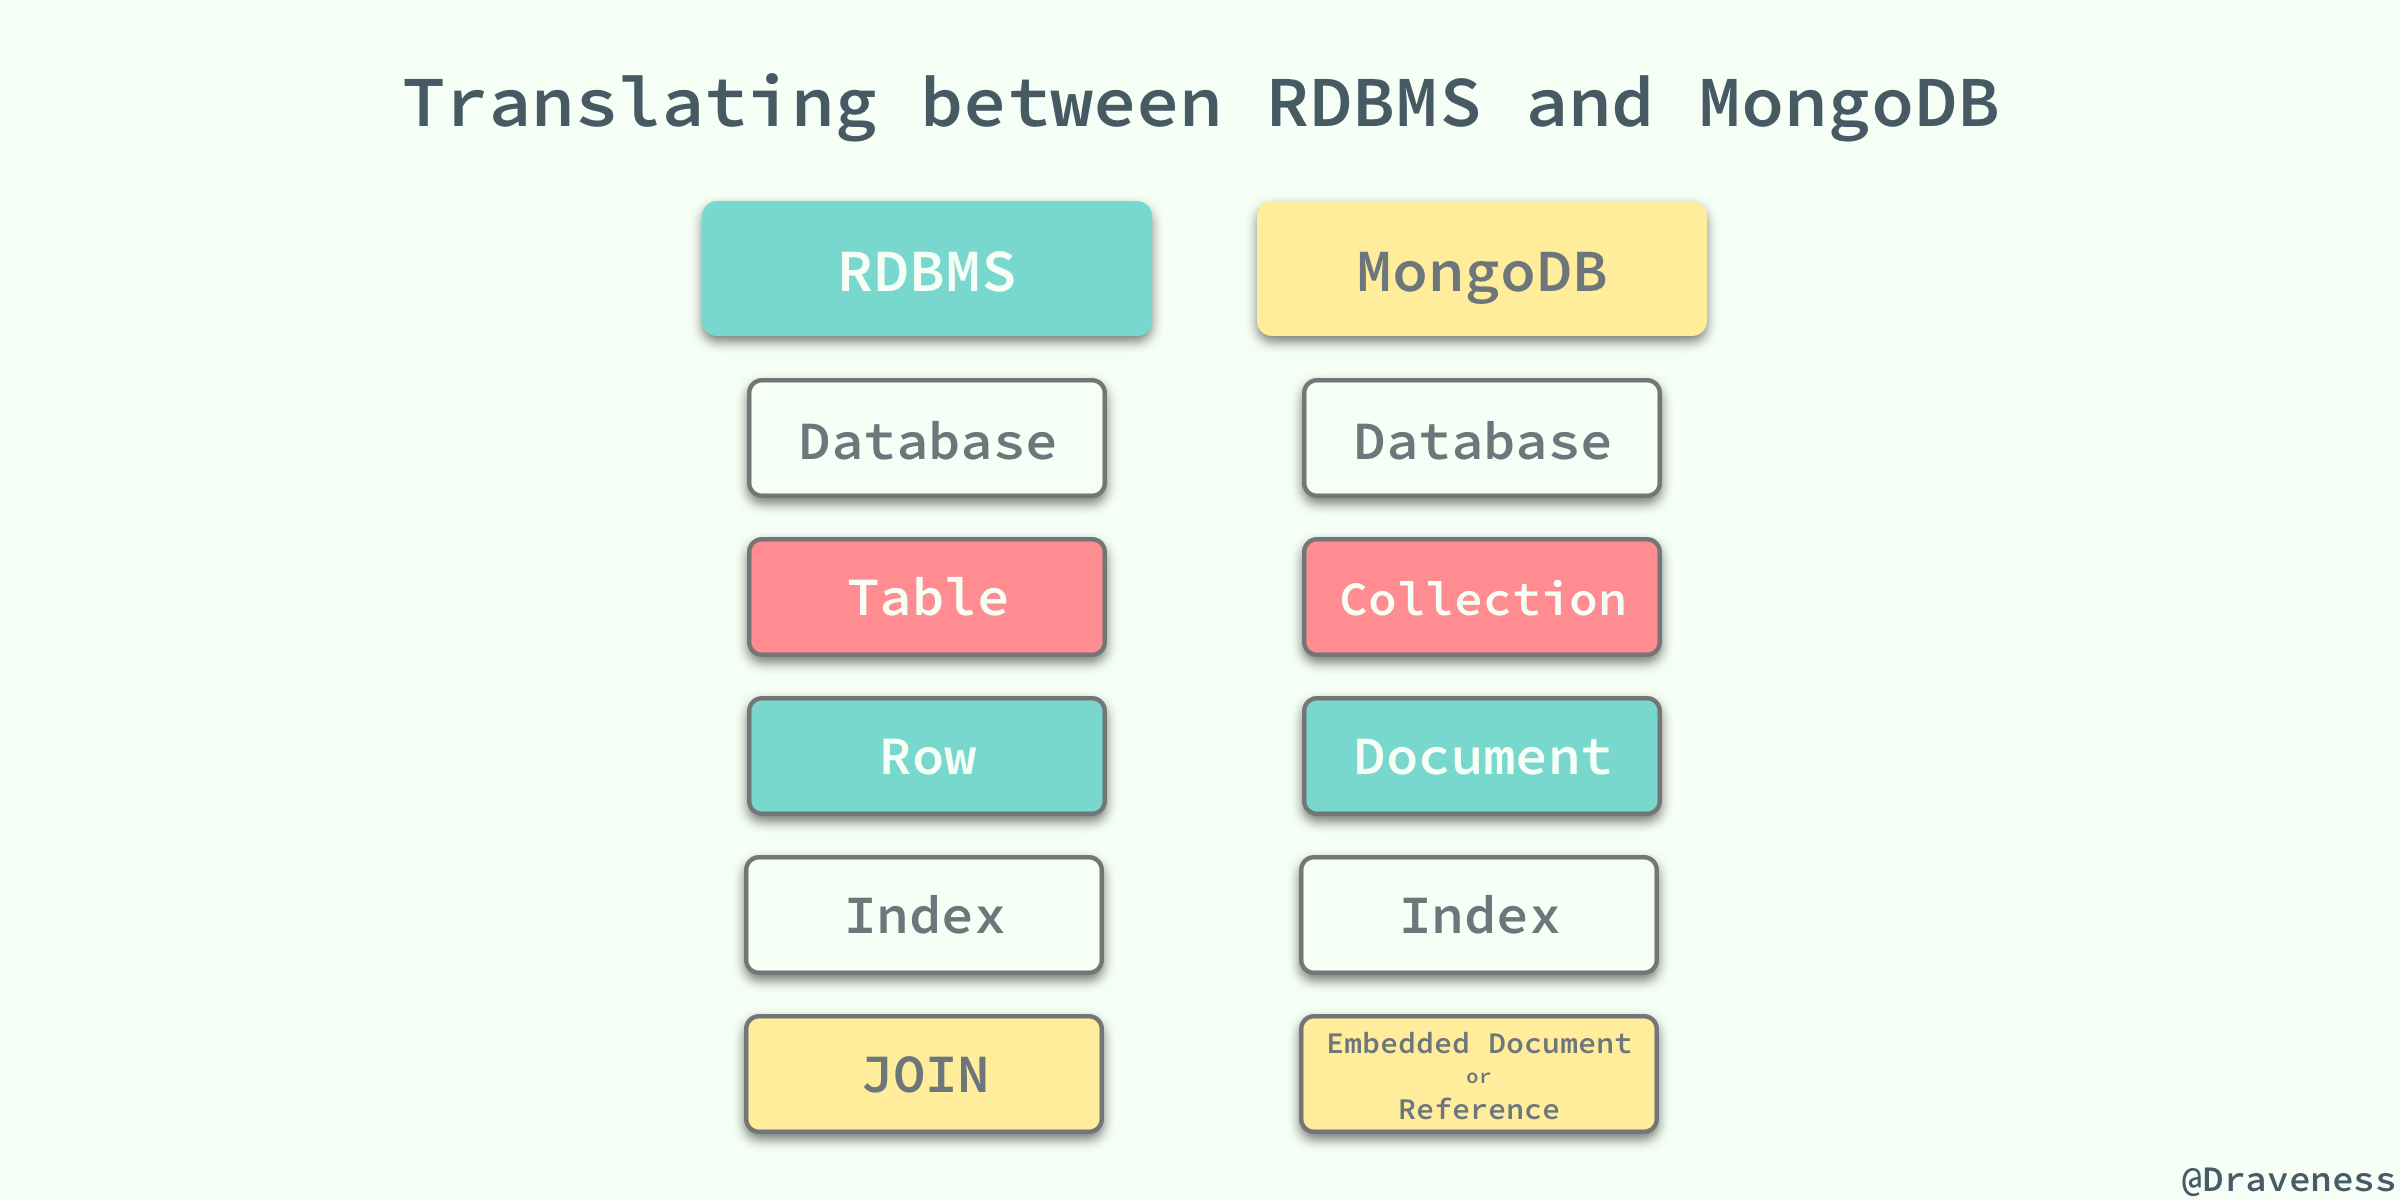 Translating between RDBMS and MongoDB
RDBMS
MongoDB
Database
Database
Table
Collection
Row
Document
Index
Index
JOIN
Embedded Document
or
Reference
@Draveness